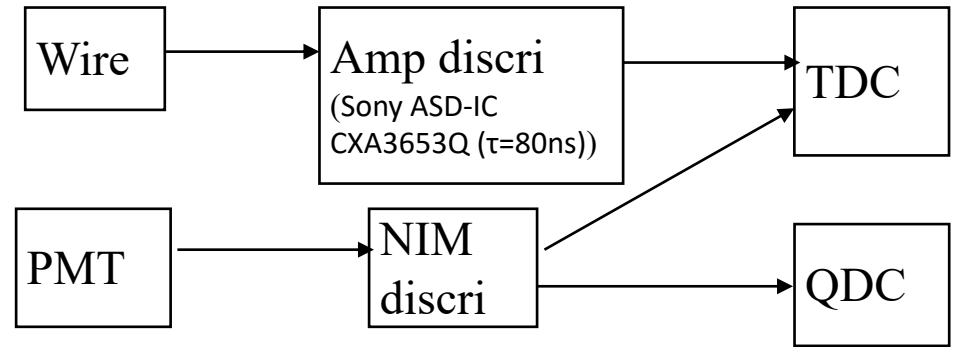 Wire
Amp discri
(Sony ASD-IC
CXA3653Q (τ=80ns))
TDC
PMT
NIM
discri
QDC